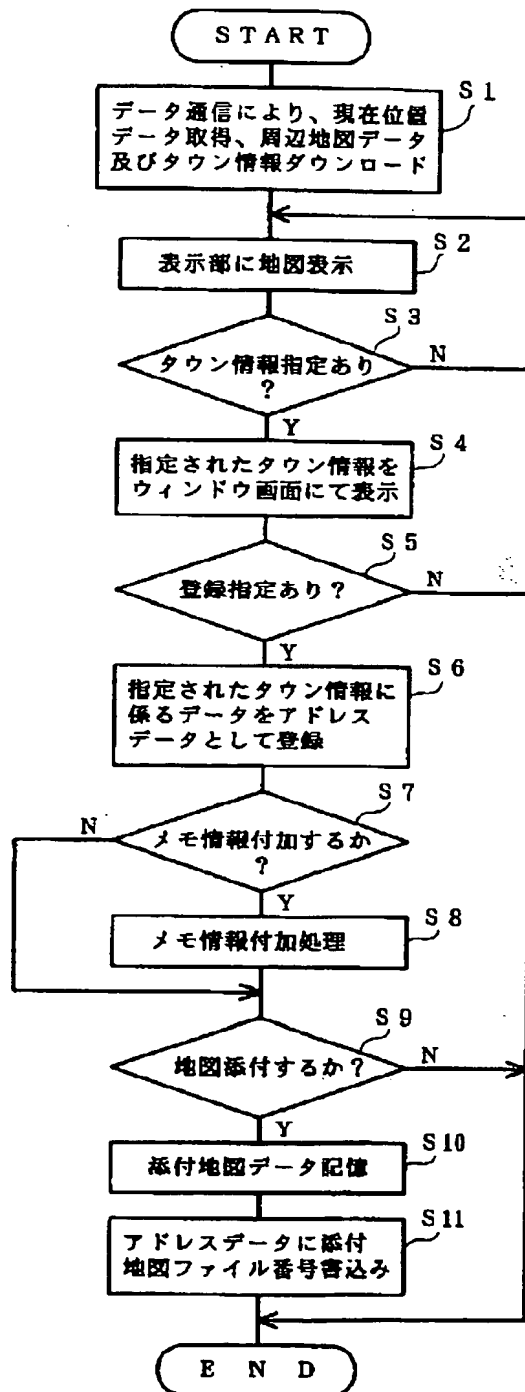 START
S1
データ通信により、現在位置
データ取得、周辺地図データ
及びタウン情報ダウンロード
S2
表示部に地図表示
S3
タウン情報指定あり
?
N
Y
S4
指定されたタウン情報を
ウィンドウ画面にて表示
S5
登録指定あり?
N
Y
S6
指定されたタウン情報に
係るデータをアドレス
データとして登録
S7
メモ情報付加するか
?
N
Y
S8
メモ情報付加処理
S9
地図添付するか?
N
Y
S10
添付地図データ記憶
S11
アドレスデータに添付
地図ファイル番号書込み
END